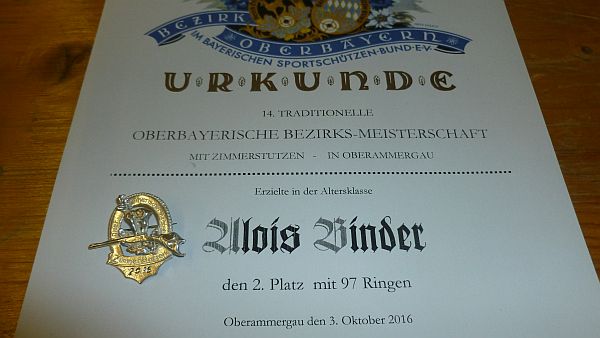 BEZIRK OBERBAYERN
IM BAYERISCHEN SPORTSCHÜTZEN-BUND E.V.
URKUNDE
14. TRADITIONELLE
OBERBAYERISCHE BEZIRKS-MEISTERSCHAFT
MIT ZIMMERSTUTZEN - IN OBERAMMERGAU
Erzielte in der Altersklasse
Alois Binder
den 2. Platz mit 97 Ringen
2016
Oberammergau den 3. Oktober 2016